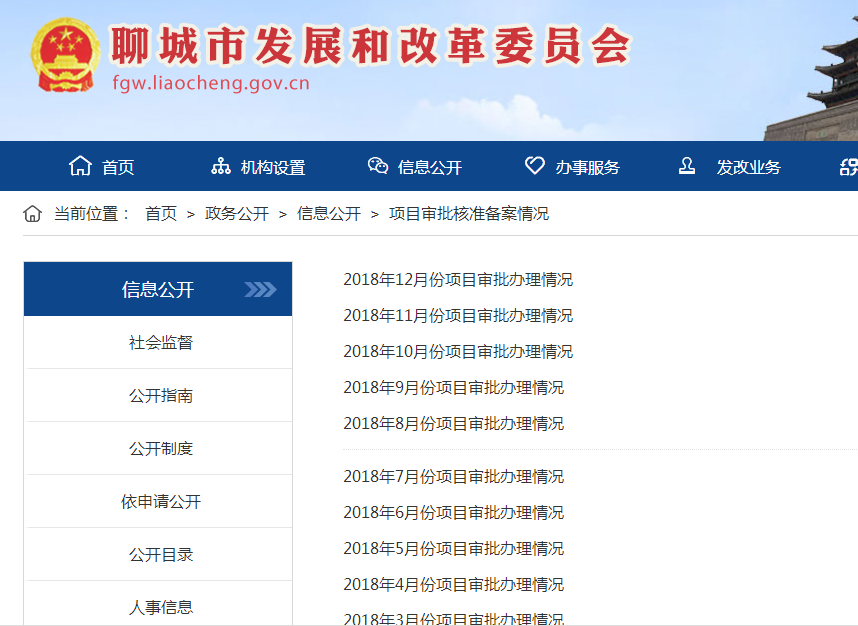 聊城市发展和改革委员会
fgw.liaocheng.gov.cn
首页 机构设置 信息公开 办事服务 发改业务
当前位置： 首页 > 政务公开 > 信息公开 > 项目审批核准备案情况
信息公开
社会监督
公开指南
公开制度
依申请公开
公开目录
人事信息
2018年12月份项目审批办理情况
2018年11月份项目审批办理情况
2018年10月份项目审批办理情况
2018年9月份项目审批办理情况
2018年8月份项目审批办理情况
2018年7月份项目审批办理情况
2018年6月份项目审批办理情况
2018年5月份项目审批办理情况
2018年4月份项目审批办理情况
2018年3月份项目审批办理情况